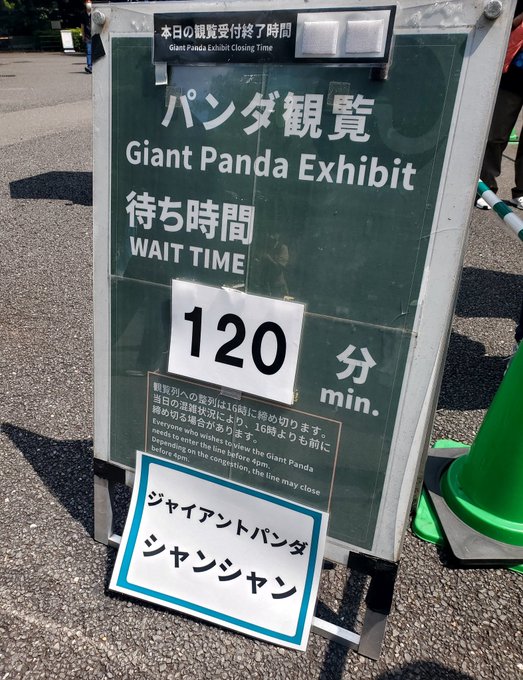 本日の観覧受付終了時間
Giant Panda Exhibit Closing Time
パンダ観覧
Giant Panda Exhibit
待ち時間
WAIT TIME
120
分
min.
観覧列への整列は16時に締め切ります。
当日の混雑状況により、16時よりも前に
締め切る場合があります。
Everyone who wishes to view the Giant Panda
needs to enter the line before 4pm.
Depending on the congestion, the line may close
before 4pm.
ジャイアントパンダ
シャンシャン